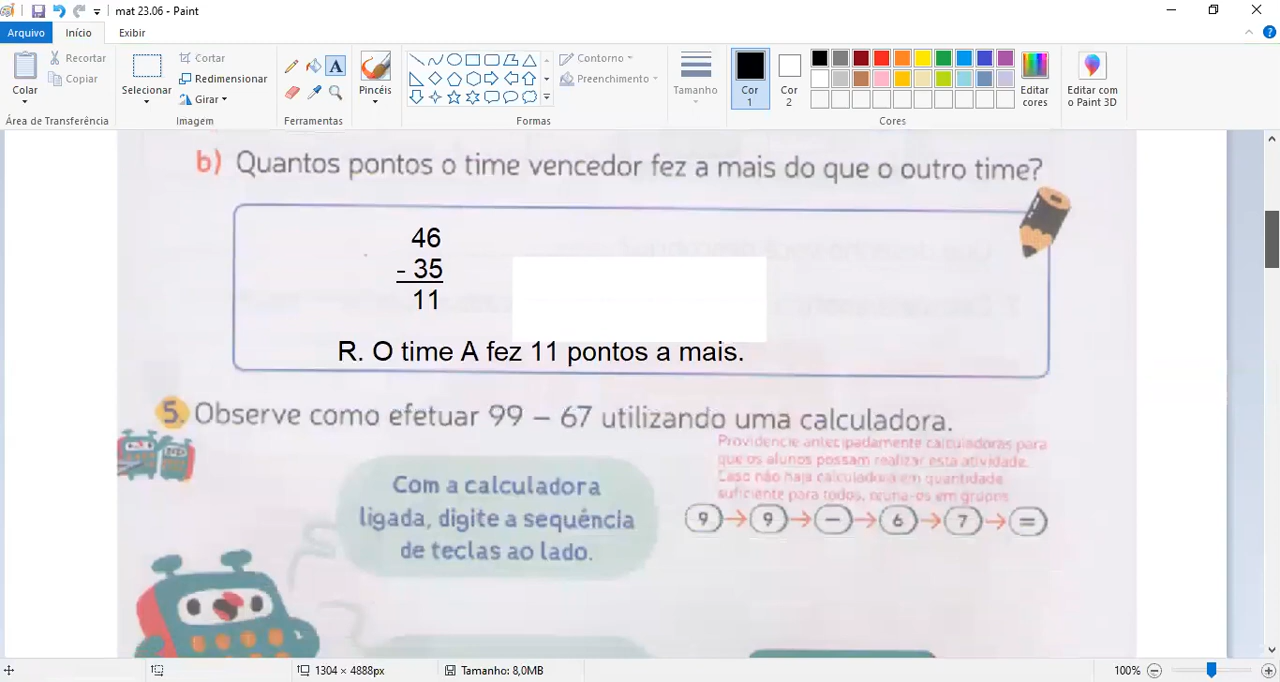 mat 23.06 - Paint
Arquivo Início Exibir
Colar
Recortar
Copiar
Área de Transferência
Selecionar
Cortar
Redimensionar
Girar
Imagem
A
Ferramentas
Pincéis
Contorno
Preenchimento
Formas
Tamanho
Cor 1
Cor 2
Editar cores
Cores
Editar com o Paint 3D
b) Quantos pontos o time vencedor fez a mais do que o outro time?
46
- 35
11
R. O time A fez 11 pontos a mais.
5. Observe como efetuar 99 – 67 utilizando uma calculadora.
Providencie antecipadamente calculadoras para
que os alunos possam realizar esta atividade.
Caso não haja calculadora em quantidade
suficiente para todos, reúna-os em grupos
Com a calculadora
ligada, digite a sequência
de teclas ao lado.
9 → 9 → – → 6 → 7 → =
1304 × 4888px
Tamanho: 8,0MB
100%